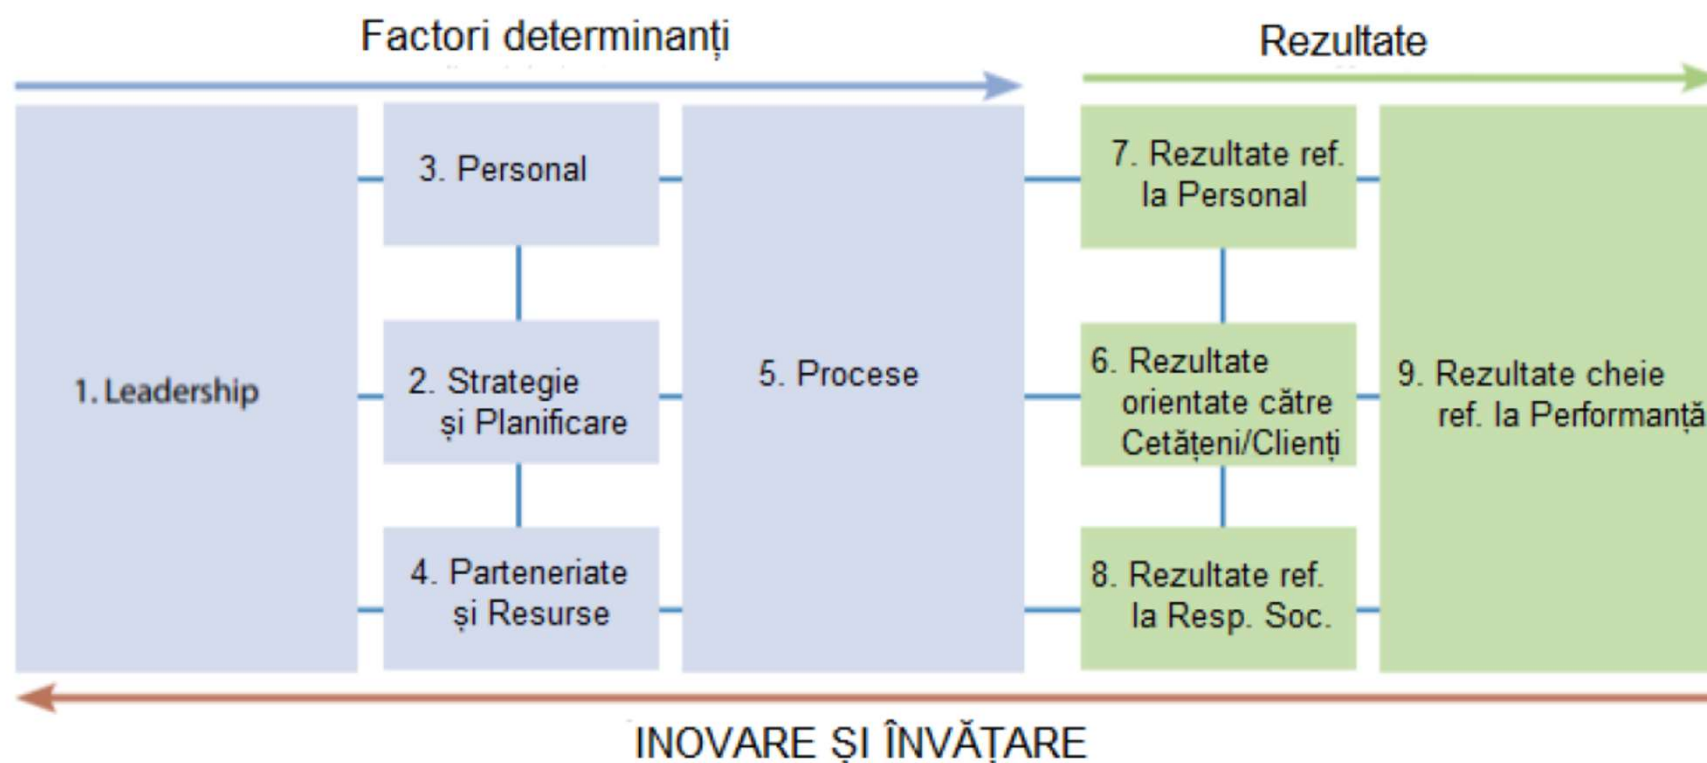 Factori determinanți
Rezultate
1. Leadership
3. Personal
2. Strategie
și Planificare
4. Parteneriate
și Resurse
5. Procese
7. Rezultate ref.
la Personal
6. Rezultate
orientate către
Cetățeni/Clienți
8. Rezultate ref.
la Resp. Soc.
9. Rezultate cheie
ref. la Performanță
INOVARE ȘI ÎNVĂȚARE